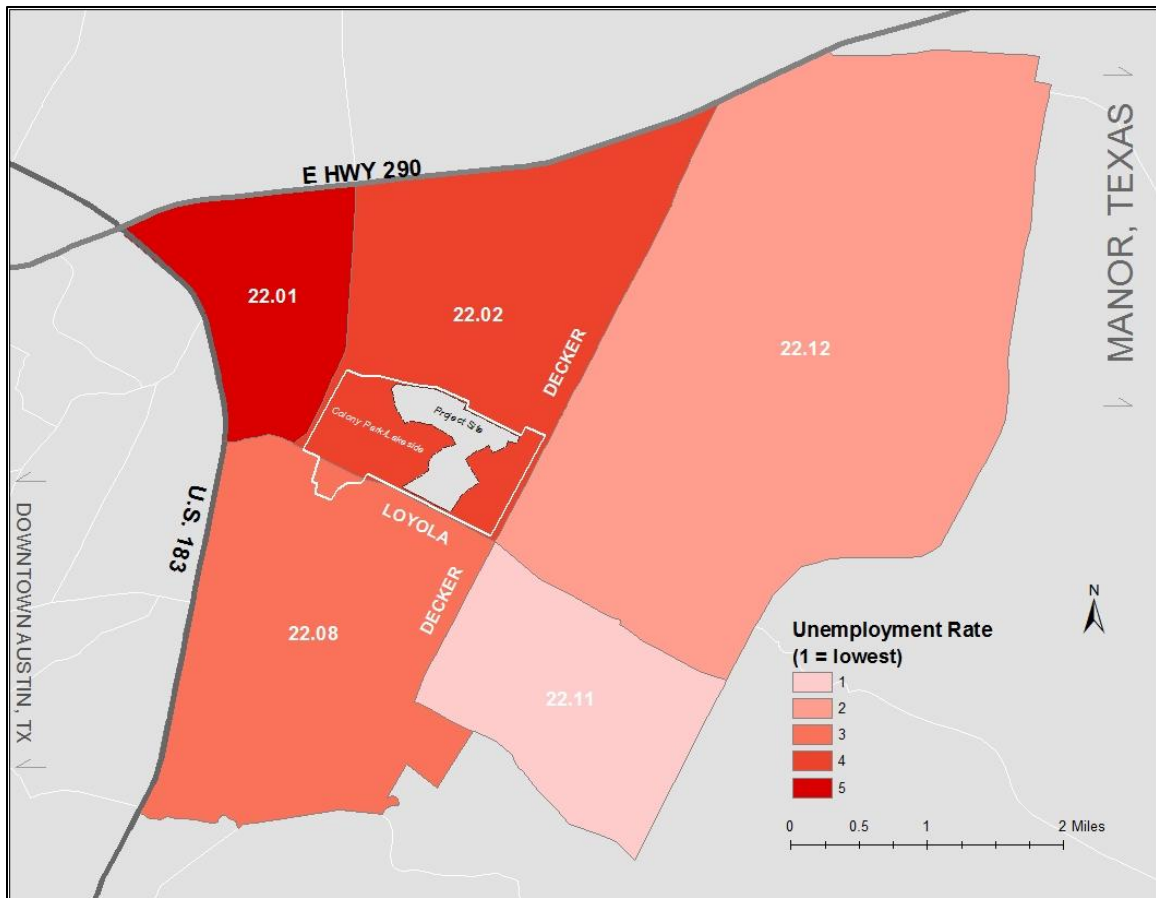 E HWY 290
MANOR, TEXAS
22.01
22.02
22.12
DECKER
Project Site
Colony Park/Lakeside
U.S. 183
DOWNTOWN AUSTIN, TX
LOYOLA
DECKER
22.08
22.11
N
Unemployment Rate
(1 = lowest)
1
2
3
4
5
0 0.5 1 2 Miles